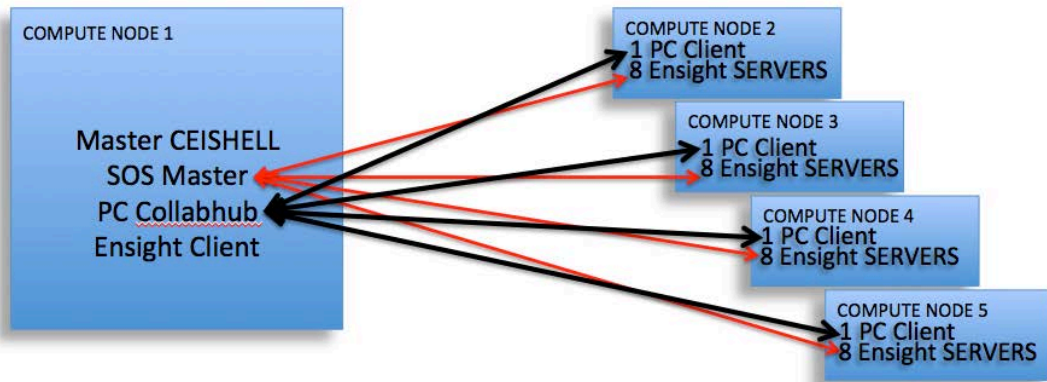 COMPUTE NODE 1
Master CEISHELL
SOS Master
PC Collabhub
Ensight Client
COMPUTE NODE 2
1 PC Client
8 Ensight SERVERS
COMPUTE NODE 3
1 PC Client
8 Ensight SERVERS
COMPUTE NODE 4
1 PC Client
8 Ensight SERVERS
COMPUTE NODE 5
1 PC Client
8 Ensight SERVERS